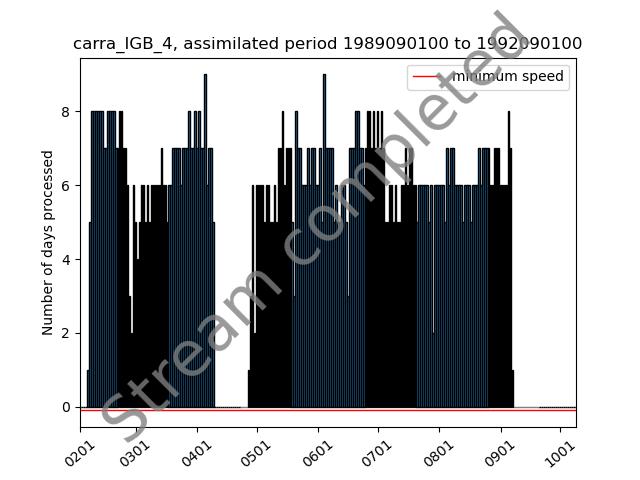 carra_IGB_4, assimilated period 1989090100 to 1992090100
minimum speed
Stream completed
Number of days processed
8
6
4
2
0
0201 0301 0401 0501 0601 0701 0801 0901 1001